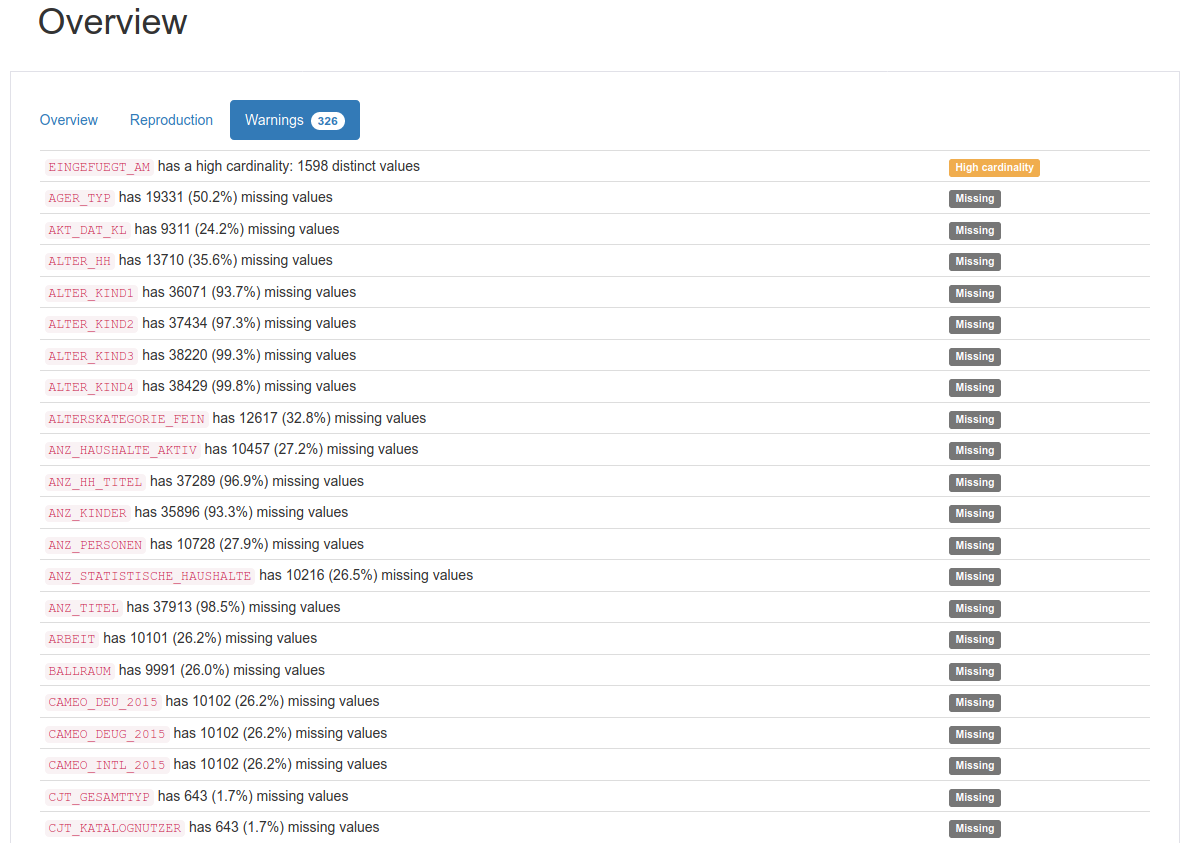 Overview
Overview Reproduction Warnings 326
EINGEFUEGT_AM has a high cardinality: 1598 distinct values High cardinality
AGER_TYP has 19331 (50.2%) missing values Missing
AKT_DAT_KL has 9311 (24.2%) missing values Missing
ALTER_HH has 13710 (35.6%) missing values Missing
ALTER_KIND1 has 36071 (93.7%) missing values Missing
ALTER_KIND2 has 37434 (97.3%) missing values Missing
ALTER_KIND3 has 38220 (99.3%) missing values Missing
ALTER_KIND4 has 38429 (99.8%) missing values Missing
ALTERSKATEGORIE_FEIN has 12617 (32.8%) missing values Missing
ANZ_HAUSHALTE_AKTIV has 10457 (27.2%) missing values Missing
ANZ_HH_TITEL has 37289 (96.9%) missing values Missing
ANZ_KINDER has 35896 (93.3%) missing values Missing
ANZ_PERSONEN has 10728 (27.9%) missing values Missing
ANZ_STATISTISCHE_HAUSHALTE has 10216 (26.5%) missing values Missing
ANZ_TITEL has 37913 (98.5%) missing values Missing
ARBEIT has 10101 (26.2%) missing values Missing
BALLRAUM has 9991 (26.0%) missing values Missing
CAMEO_DEU_2015 has 10102 (26.2%) missing values Missing
CAMEO_DEUG_2015 has 10102 (26.2%) missing values Missing
CAMEO_INTL_2015 has 10102 (26.2%) missing values Missing
CJT_GESAMTTYP has 643 (1.7%) missing values Missing
CJT_KATALOGNUTZER has 643 (1.7%) missing values Missing